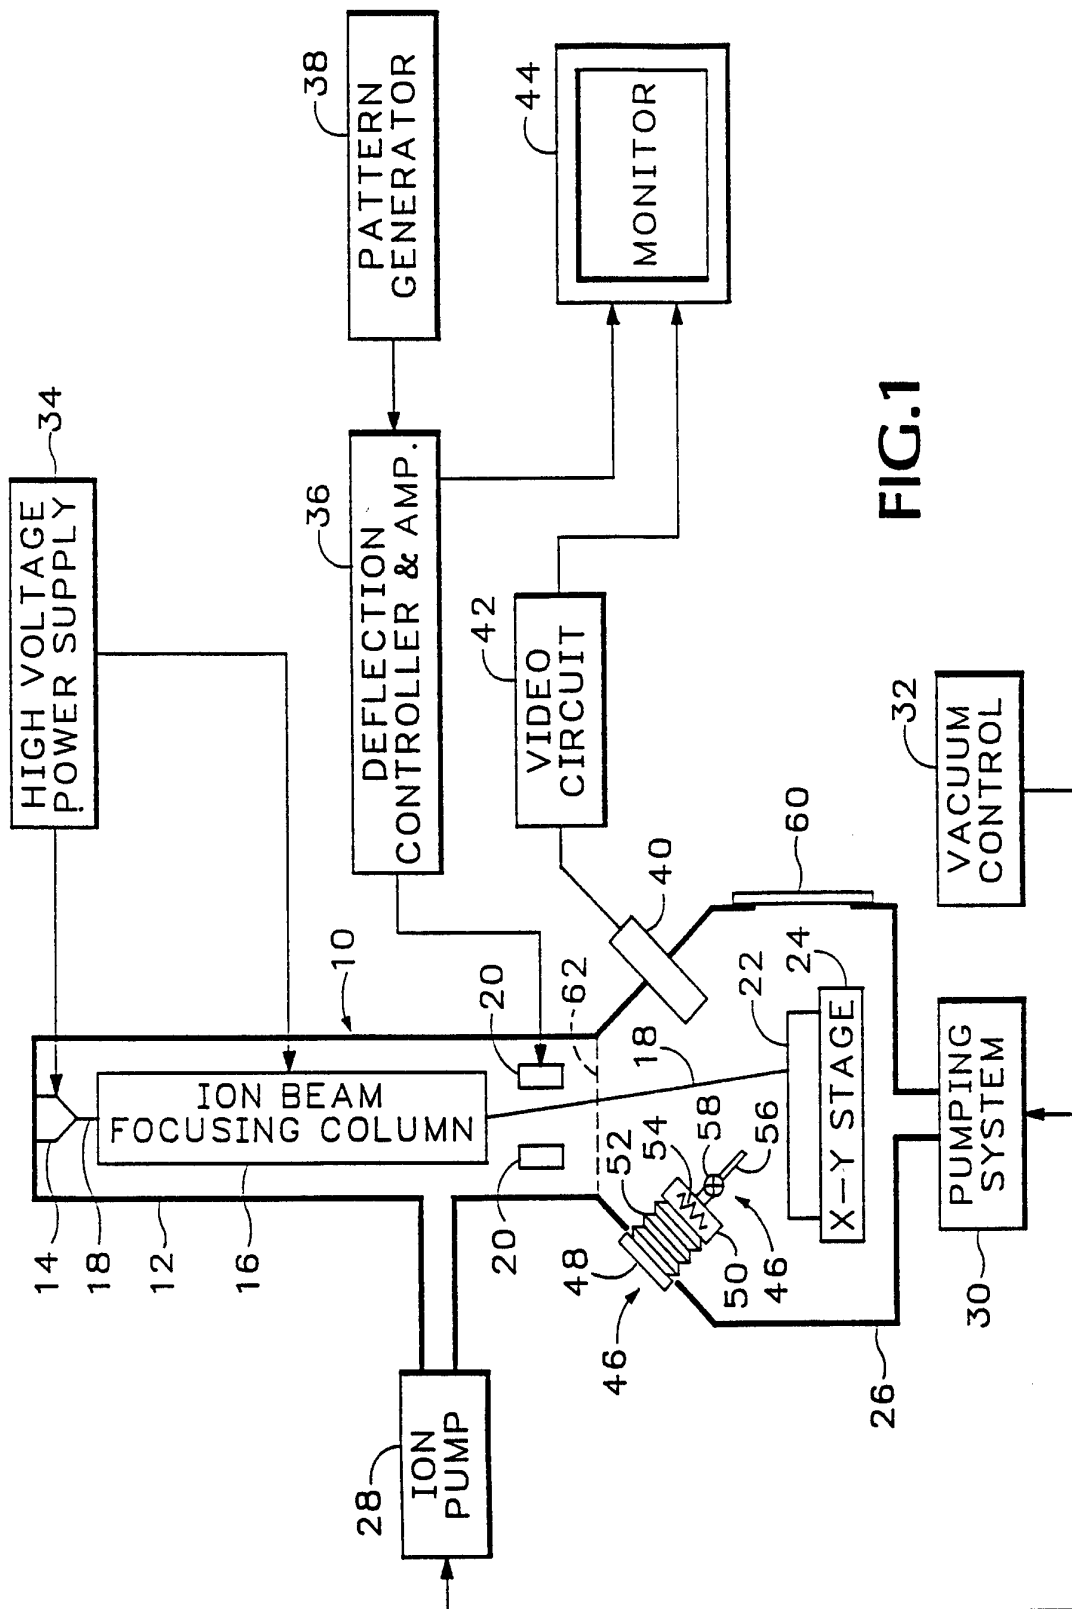 34
HIGH VOLTAGE
POWER SUPPLY
38
PATTERN
GENERATOR
36
DEFLECTION
CONTROLLER & AMP.
44
MONITOR
42
VIDEO
CIRCUIT
14
18
12
16
ION BEAM
FOCUSING COLUMN
10
20
20
62
40
60
18
22
24
X-Y STAGE
52
54
58
56
48
50
46
46
26
28
ION
PUMP
30
PUMPING
SYSTEM
32
VACUUM
CONTROL
FIG.1